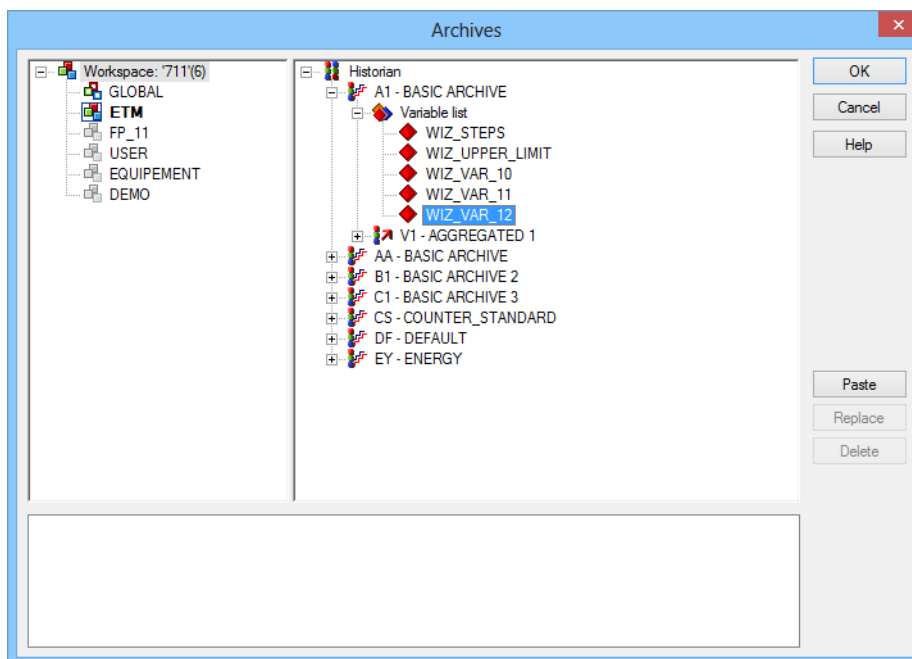 Archives
Workspace: '711'(6)
GLOBAL
ETM
FP_11
USER
EQUIPEMENT
DEMO
Historian
A1 - BASIC ARCHIVE
Variable list
WIZ_STEPS
WIZ_UPPER_LIMIT
WIZ_VAR_10
WIZ_VAR_11
WIZ_VAR_12
V1 - AGGREGATED 1
AA - BASIC ARCHIVE
B1 - BASIC ARCHIVE 2
C1 - BASIC ARCHIVE 3
CS - COUNTER_STANDARD
DF - DEFAULT
EY - ENERGY
OK
Cancel
Help
Paste
Replace
Delete